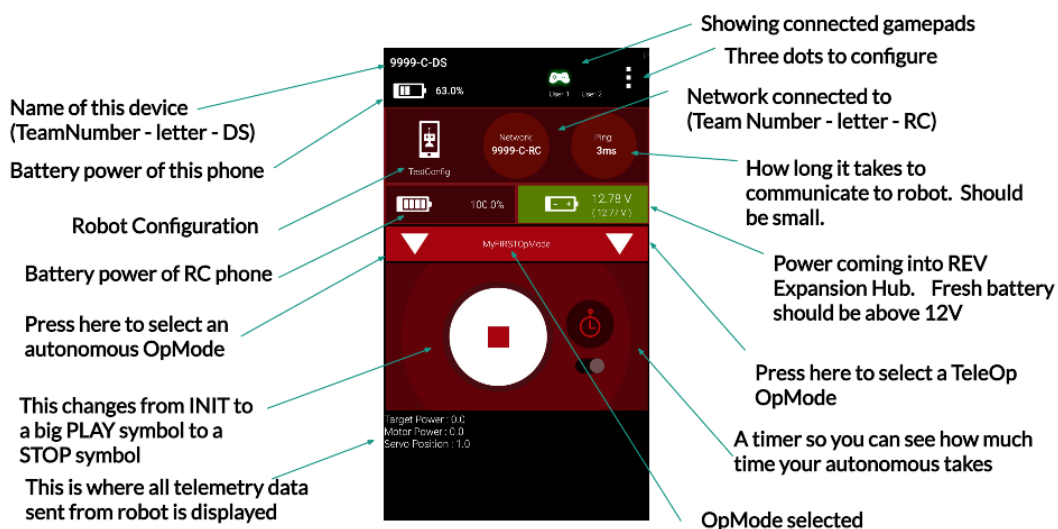 Showing connected gamepads
Three dots to configure
Network connected to
(Team Number - letter - RC)
How long it takes to
communicate to robot. Should
be small.
Power coming into REV
Expansion Hub. Fresh battery
should be above 12V
Press here to select a TeleOp
OpMode
A timer so you can see how much
time your autonomous takes
OpMode selected
Name of this device
(TeamNumber - letter - DS)
Battery power of this phone
Robot Configuration
Battery power of RC phone
Press here to select an
autonomous OpMode
This changes from INIT to
a big PLAY symbol to a
STOP symbol
This is where all telemetry data
sent from robot is displayed
9999-C-DS
63.0%
User 1 User 2
TestConfig
Network:
9999-C-RC
Ping:
3ms
100.0%
12.78 V
( 12.77 V )
MyFIRSTOpMode
Target Power : 0.0
Motor Power : 0.0
Servo Position : 1.0